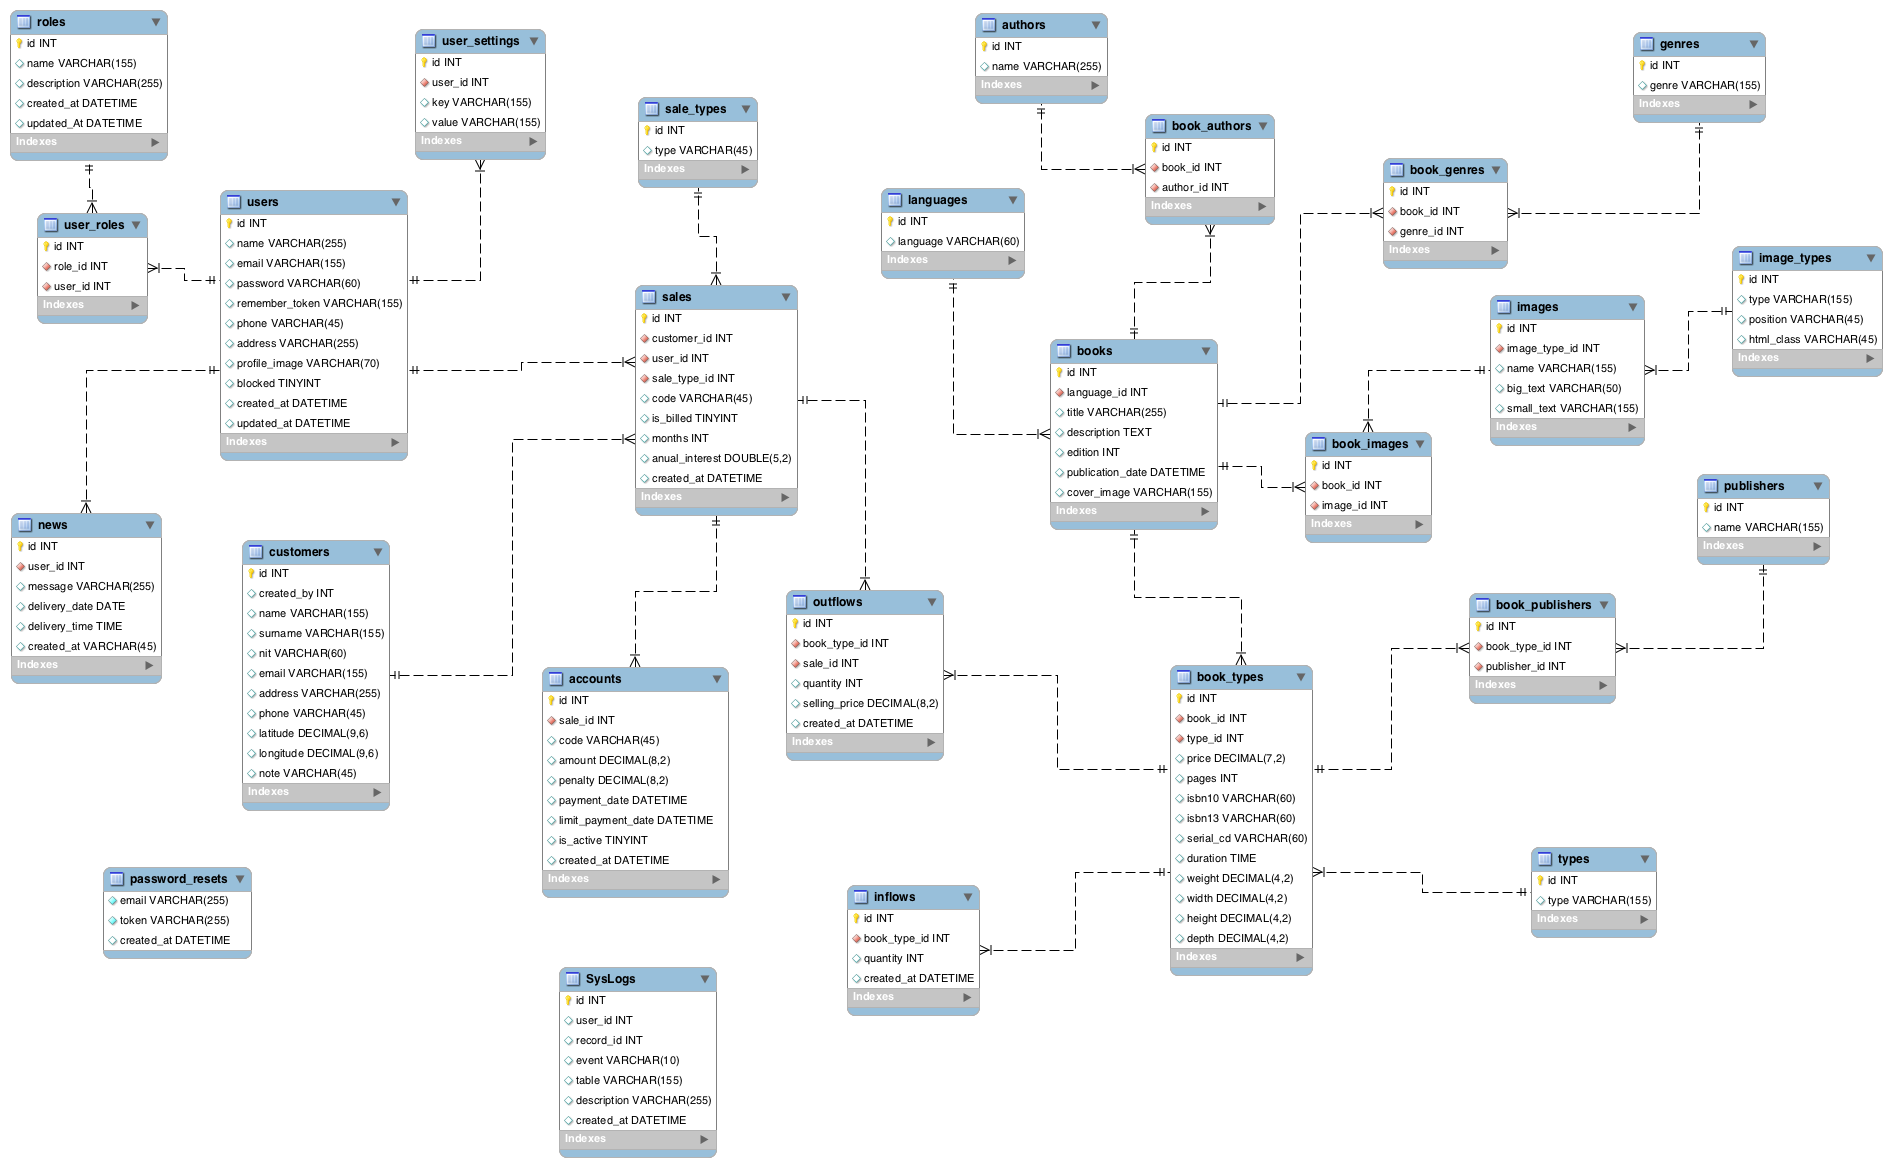 roles
id INT
name VARCHAR(155)
description VARCHAR(255)
created_at DATETIME
updated_At DATETIME
Indexes
user_settings
id INT
user_id INT
key VARCHAR(155)
value VARCHAR(155)
Indexes
sale_types
id INT
type VARCHAR(45)
Indexes
authors
id INT
name VARCHAR(255)
Indexes
genres
id INT
genre VARCHAR(155)
Indexes
book_authors
id INT
book_id INT
author_id INT
Indexes
book_genres
id INT
book_id INT
genre_id INT
Indexes
languages
id INT
language VARCHAR(60)
Indexes
user_roles
id INT
role_id INT
user_id INT
Indexes
users
id INT
name VARCHAR(255)
email VARCHAR(155)
password VARCHAR(60)
remember_token VARCHAR(155)
phone VARCHAR(45)
address VARCHAR(255)
profile_image VARCHAR(70)
blocked TINYINT
created_at DATETIME
updated_at DATETIME
Indexes
sales
id INT
customer_id INT
user_id INT
sale_type_id INT
code VARCHAR(45)
is_billed TINYINT
months INT
anual_interest DOUBLE(5,2)
created_at DATETIME
Indexes
image_types
id INT
type VARCHAR(155)
position VARCHAR(45)
html_class VARCHAR(45)
Indexes
images
id INT
image_type_id INT
name VARCHAR(155)
big_text VARCHAR(50)
small_text VARCHAR(155)
Indexes
books
id INT
language_id INT
title VARCHAR(255)
description TEXT
edition INT
publication_date DATETIME
cover_image VARCHAR(155)
Indexes
book_images
id INT
book_id INT
image_id INT
Indexes
publishers
id INT
name VARCHAR(155)
Indexes
news
id INT
user_id INT
message VARCHAR(255)
delivery_date DATE
delivery_time TIME
created_at VARCHAR(45)
Indexes
customers
id INT
created_by INT
name VARCHAR(155)
surname VARCHAR(155)
nit VARCHAR(60)
email VARCHAR(155)
address VARCHAR(255)
phone VARCHAR(45)
latitude DECIMAL(9,6)
longitude DECIMAL(9,6)
note VARCHAR(45)
Indexes
outflows
id INT
book_type_id INT
sale_id INT
quantity INT
selling_price DECIMAL(8,2)
created_at DATETIME
Indexes
book_publishers
id INT
book_type_id INT
publisher_id INT
Indexes
accounts
id INT
sale_id INT
code VARCHAR(45)
amount DECIMAL(8,2)
penalty DECIMAL(8,2)
payment_date DATETIME
limit_payment_date DATETIME
is_active TINYINT
created_at DATETIME
Indexes
book_types
id INT
book_id INT
type_id INT
price DECIMAL(7,2)
pages INT
isbn10 VARCHAR(60)
isbn13 VARCHAR(60)
serial_cd VARCHAR(60)
duration TIME
weight DECIMAL(4,2)
width DECIMAL(4,2)
height DECIMAL(4,2)
depth DECIMAL(4,2)
Indexes
types
id INT
type VARCHAR(155)
Indexes
password_resets
email VARCHAR(255)
token VARCHAR(255)
created_at DATETIME
inflows
id INT
book_type_id INT
quantity INT
created_at DATETIME
Indexes
SysLogs
id INT
user_id INT
record_id INT
event VARCHAR(10)
table VARCHAR(155)
description VARCHAR(255)
created_at DATETIME
Indexes